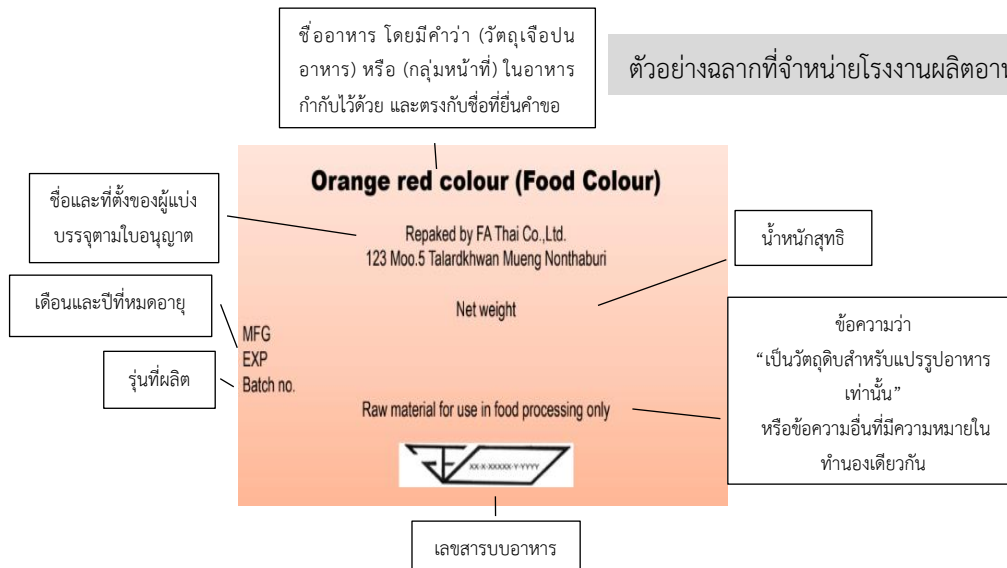 ชื่ออาหาร โดยมีคำว่า (วัตถุเจือปน
อาหาร) หรือ (กลุ่มหน้าที่) ในอาหาร
กำกับไว้ด้วย และตรงกับชื่อที่ยื่นคำขอ
ตัวอย่างฉลากที่จำหน่ายโรงงานผลิตอา
Orange red colour (Food Colour)
ชื่อและที่ตั้งของผู้แบ่ง
บรรจุตามใบอนุญาต
Repaked by FA Thai Co.,Ltd.
123 Moo.5 Talardkhwan Mueng Nonthaburi
น้ำหนักสุทธิ
เดือนและปีที่หมดอายุ
Net weight
MFG
EXP
รุ่นที่ผลิต
Batch no.
Raw material for use in food processing only
ข้อความว่า
“เป็นวัตถุดิบสำหรับแปรรูปอาหาร
เท่านั้น”
หรือข้อความอื่นที่มีความหมายใน
ทำนองเดียวกัน
XX-X-XXXXX-Y-YYYY
เลขสารบบอาหาร